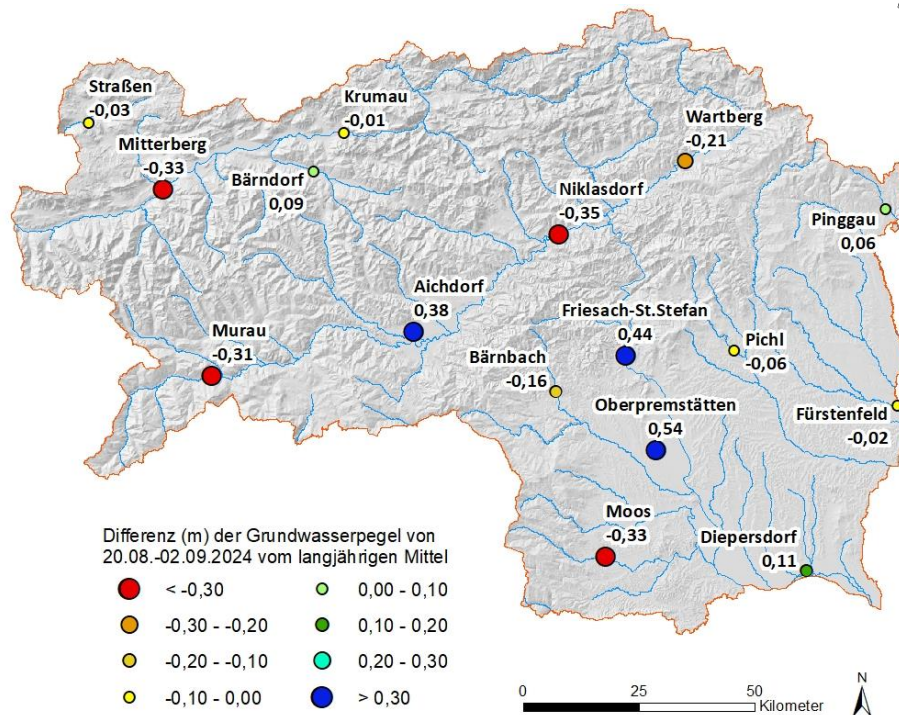 Straßen
-0,03
Krumau
-0,01
Wartberg
-0,21
Mitterberg
-0,33
Bärndorf
0,09
Niklasdorf
-0,35
Pinggau
0,06
Aichdorf
0,38
Friesach-St.Stefan
0,44
Murau
-0,31
Bärnbach
-0,16
Pichl
-0,06
Oberpremstätten
0,54
Fürstenfeld
-0,02
Moos
-0,33
Diepersdorf
0,11
Differenz (m) der Grundwasserpegel von
20.08.-02.09.2024 vom langjährigen Mittel
< -0,30
-0,30 - -0,20
-0,20 - -0,10
-0,10 - 0,00
0,00 - 0,10
0,10 - 0,20
0,20 - 0,30
> 0,30
0 25 50
Kilometer
N